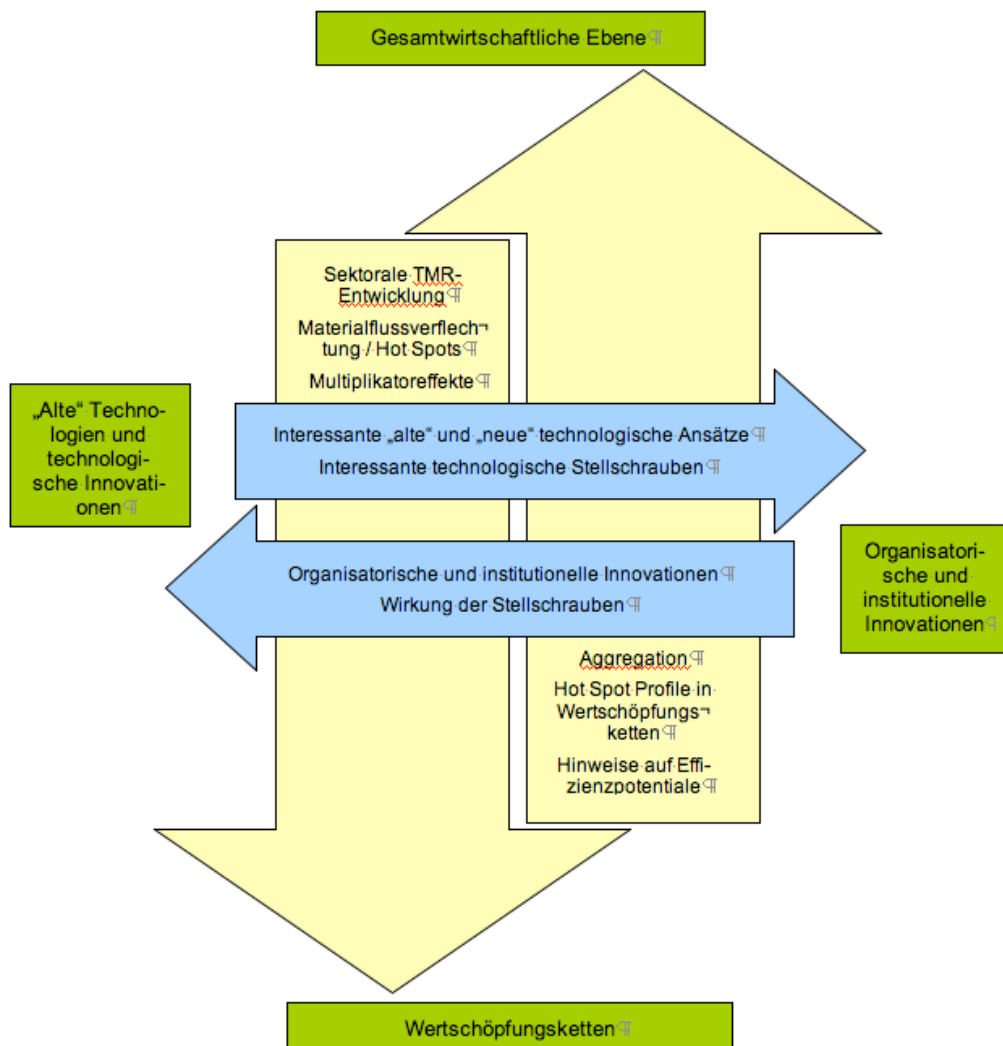 Gesamtwirtschaftliche Ebene¶
Sektorale TMR-
Entwicklung¶
Materialflussverflech¬
tung / Hot Spots¶
Multiplikatoreffekte¶
„Alte“ Techno-
logien und
technologi-
sche Innovati-
onen¶
Interessante „alte“ und „neue“ technologische Ansätze¶
Interessante technologische Stellschrauben¶
Organisatorische und institutionelle Innovationen¶
Wirkung der Stellschrauben¶
Organisatori-
sche und
institutionelle
Innovationen¶
Aggregation¶
Hot Spot Profile in
Wertschöpfungs¬
ketten¶
Hinweise auf Effi-
zienzpotentiale¶
Wertschöpfungsketten¶